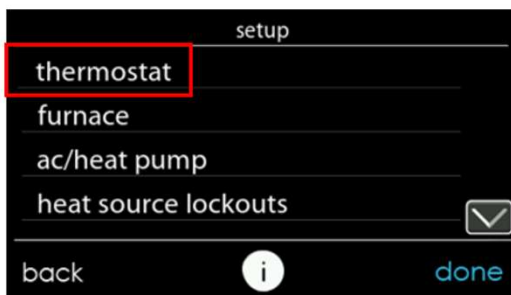 setup
thermostat
furnace
ac/heat pump
heat source lockouts
back i done